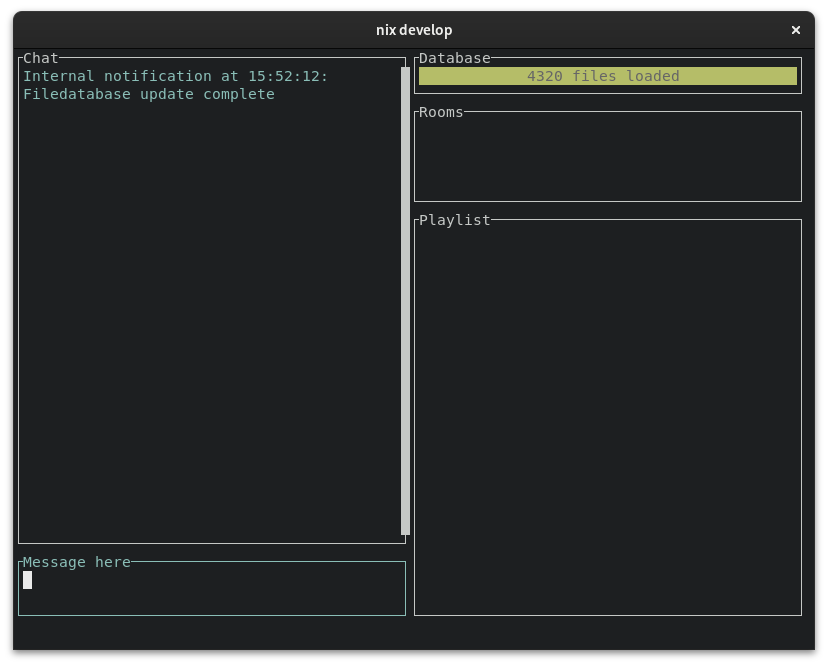 nix develop
Chat
Internal notification at 15:52:12:
Filedatabase update complete
Message here
Database
4320 files loaded
Rooms
Playlist